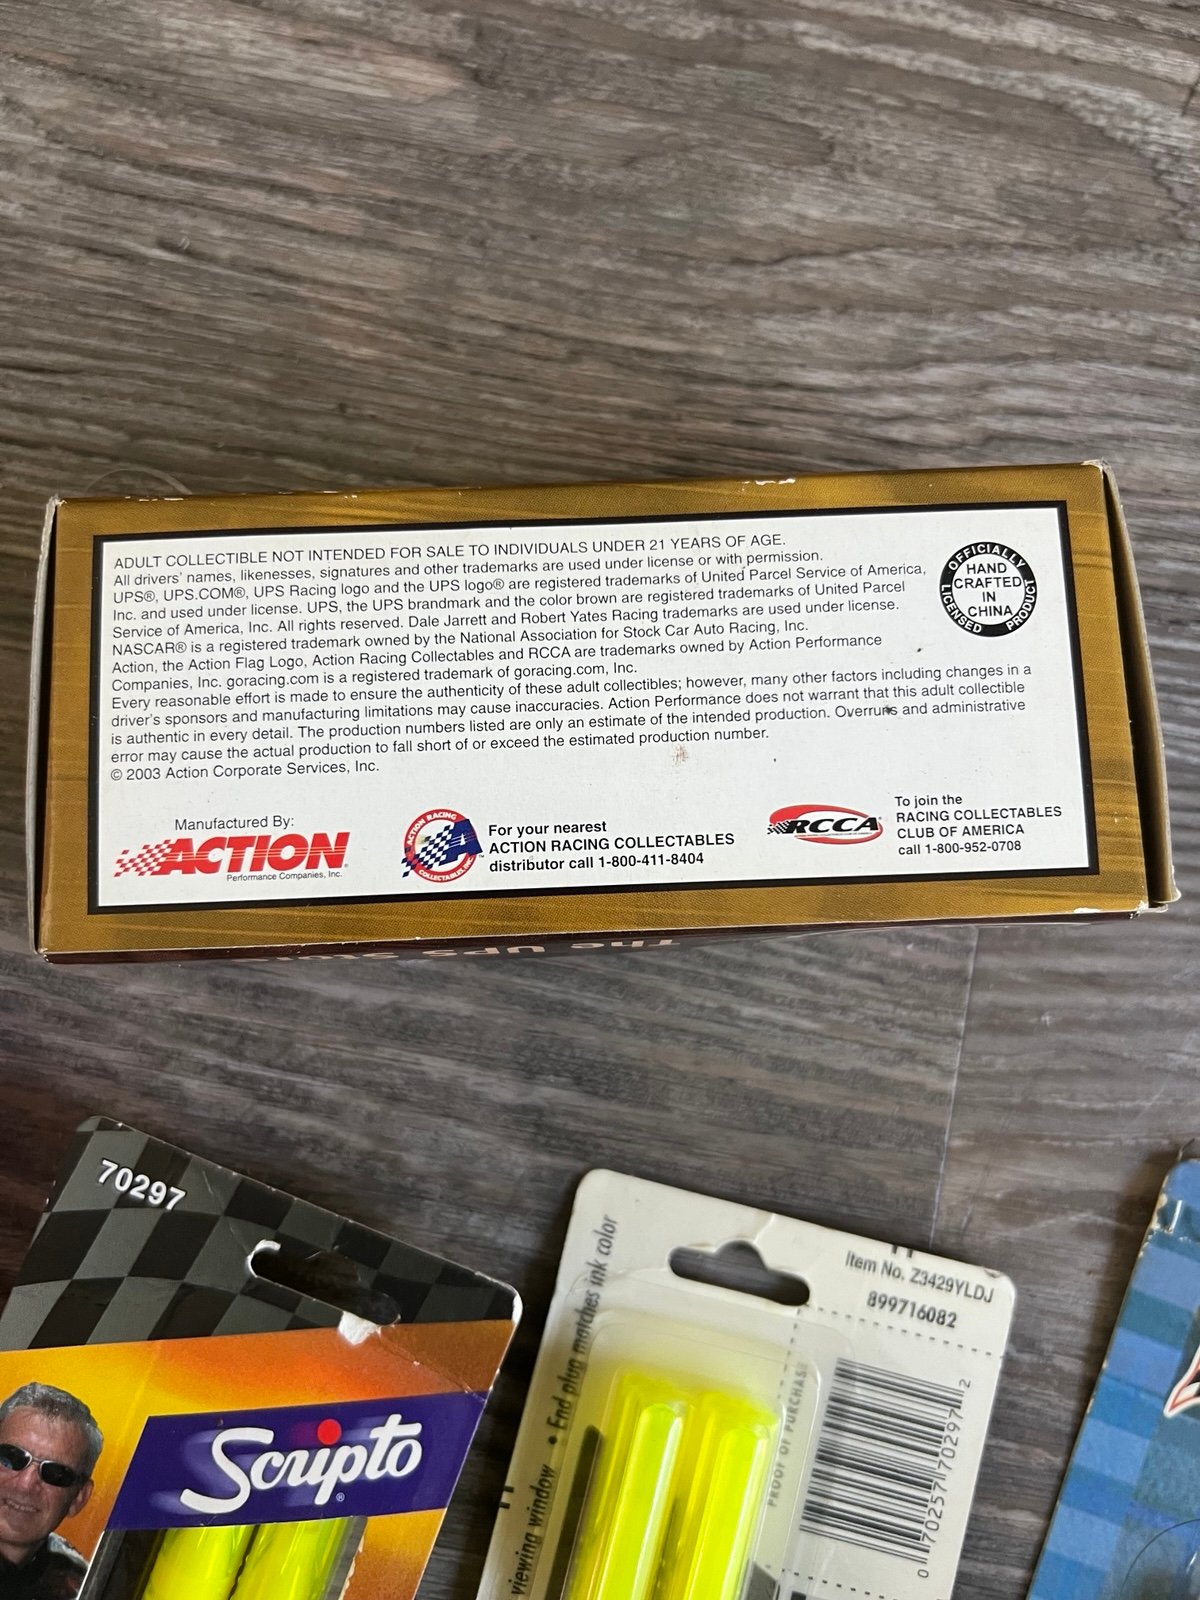 ADULT COLLECTIBLE NOT INTENDED FOR SALE TO INDIVIDUALS UNDER 21 YEARS OF AGE.
All drivers' names, likenesses, signatures and other trademarks are used under license or with permission.
UPS®, UPS.COM®, UPS Racing logo and the UPS logo® are registered trademarks of United Parcel Service of America,
Inc. and used under license. UPS, the UPS brandmark and the color brown are registered trademarks of United Parcel
Service of America, Inc. All rights reserved. Dale Jarrett and Robert Yates Racing trademarks are used under license.
NASCAR® is a registered trademark owned by the National Association for Stock Car Auto Racing, Inc.
Action, the Action Flag Logo, Action Racing Collectables and RCCA are trademarks owned by Action Performance
Companies, Inc. goracing.com is a registered trademark of goracing.com, Inc.
Every reasonable effort is made to ensure the authenticity of these adult collectibles; however, many other factors including changes in a
driver's sponsors and manufacturing limitations may cause inaccuracies. Action Performance does not warrant that this adult collectible
is authentic in every detail. The production numbers listed are only an estimate of the intended production. Overruns and administrative
error may cause the actual production to fall short of or exceed the estimated production number.
© 2003 Action Corporate Services, Inc.
OFFICIALLY LICENSED PRODUCT
HAND
CRAFTED
IN
CHINA
Manufactured By:
ACTION
Performance Companies, Inc.
ACTION RACING
COLLECTABLES, INC.
For your nearest
ACTION RACING COLLECTABLES
distributor call 1-800-411-8404
RCCA
To join the
RACING COLLECTABLES
CLUB OF AMERICA
call 1-800-952-0708
The UPS
70297
Scripto®
viewing window • End plug matches ink color
Item No. Z3429YLDJ
899716082
PROOF OF PURCHASE
0 70257 70297 2